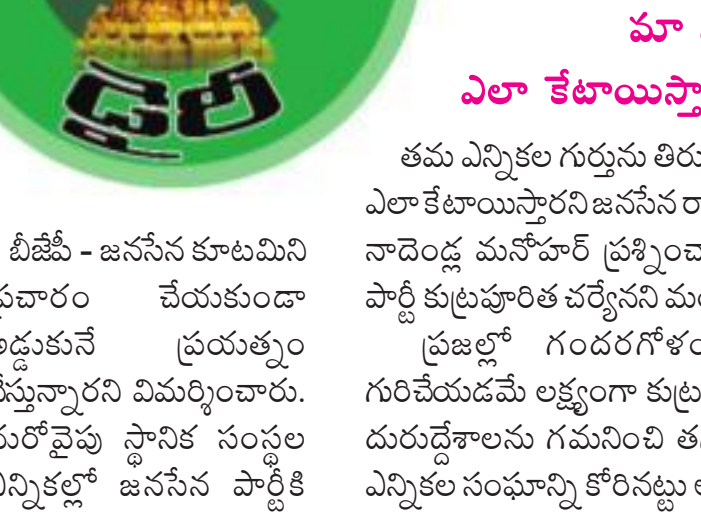 డైరీ
బీజేపీ - జనసేన కూటమిని
ప్రచారం చేయకుండా
అడ్డుకునే ప్రయత్నం
చేస్తున్నారని విమర్శించారు.
మరోవైపు స్థానిక సంస్థల
ఎన్నికల్లో జనసేన పార్టీకి
మా
ఎలా కేటాయిస్తా
తమ ఎన్నికల గుర్తును తిరు
ఎలా కేటాయిస్తారని జనసేన రా
నాదెండ్ల మనోహర్ ప్రశ్నించా
పార్టీ కుట్రపూరిత చర్యేనని మం
ప్రజల్లో గందరగోళం
గురిచేయడమే లక్ష్యంగా కుట్ర
దురుద్దేశాలను గమనించి త
ఎన్నికల సంఘాన్ని కోరినట్టు